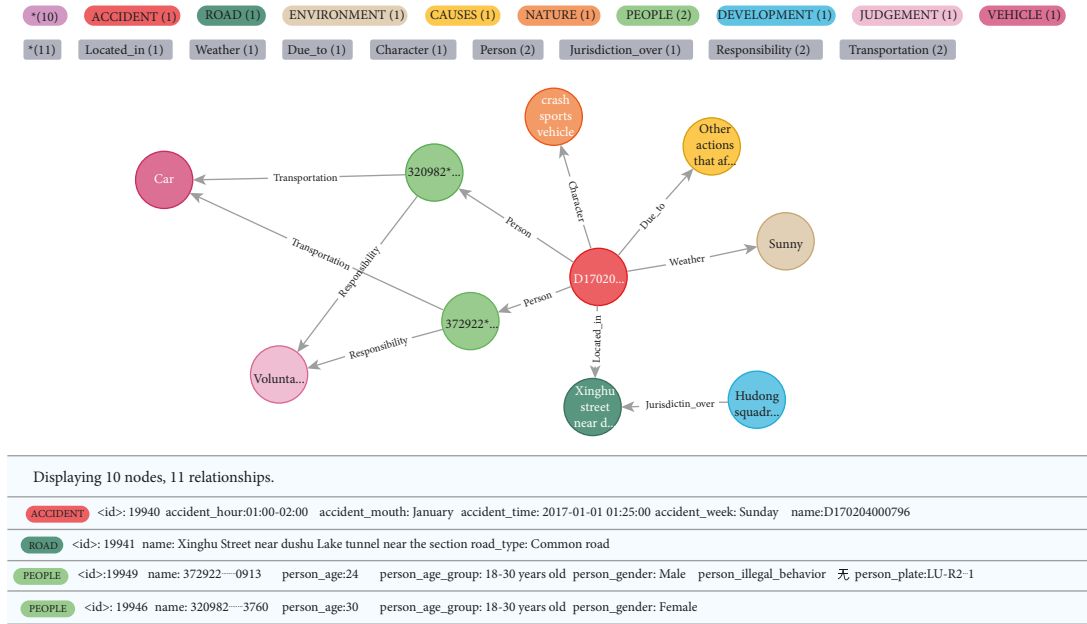 *(10) ACCIDENT (1) ROAD (1) ENVIRONMENT (1) CAUSES (1) NATURE (1) PEOPLE (2) DEVELOPMENT (1) JUDGEMENT (1) VEHICLE (1)
*(11) Located_in (1) Weather (1) Due_to (1) Character (1) Person (2) Jurisdiction_over (1) Responsibility (2) Transportation (2)
crash
sports
vehicle
Other
actions
that af...
Car
Transportation
320982*...
Character
Person
Due_to
Sunny
Weather
Transportation
Responsibility
D17020...
Person
372922*...
Responsibility
Located_in
Volunta...
Xinghu
street
near d...
Jurisdictin_over
Hudong
squadr...
Displaying 10 nodes, 11 relationships.
ACCIDENT <id>: 19940 accident_hour:01:00-02:00 accident_mouth: January accident_time: 2017-01-01 01:25:00 accident_week: Sunday name:D170204000796
ROAD <id>: 19941 name: Xinghu Street near dushu Lake tunnel near the section road_type: Common road
PEOPLE <id>:19949 name: 372922┈┈0913 person_age:24 person_age_group: 18-30 years old person_gender: Male person_illegal_behavior 无 person_plate:LU-R2┈1
PEOPLE <id>: 19946 name: 320982┈┈3760 person_age:30 person_age_group: 18-30 years old person_gender: Female